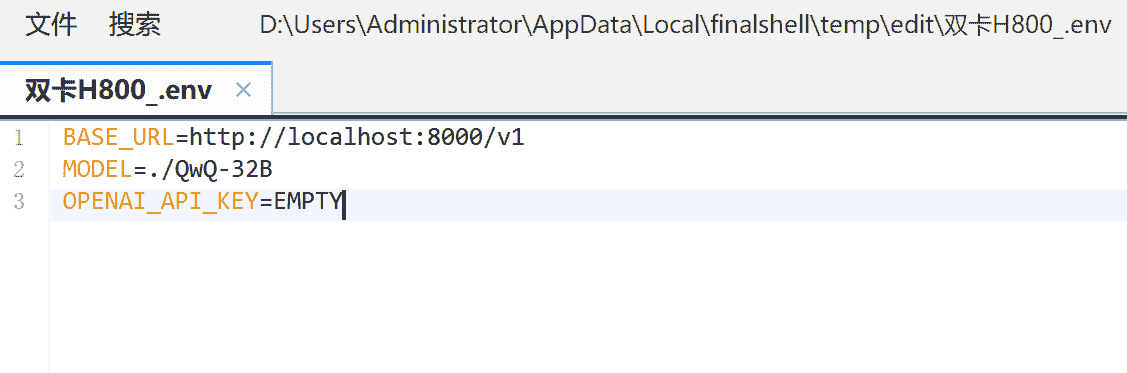 文件 搜索 D:\Users\Administrator\AppData\Local\finalshell\temp\edit\双卡H800_.env
双卡H800_.env ×
1 BASE_URL=http://localhost:8000/v1
2 MODEL=./QwQ-32B
3 OPENAI_API_KEY=EMPTY